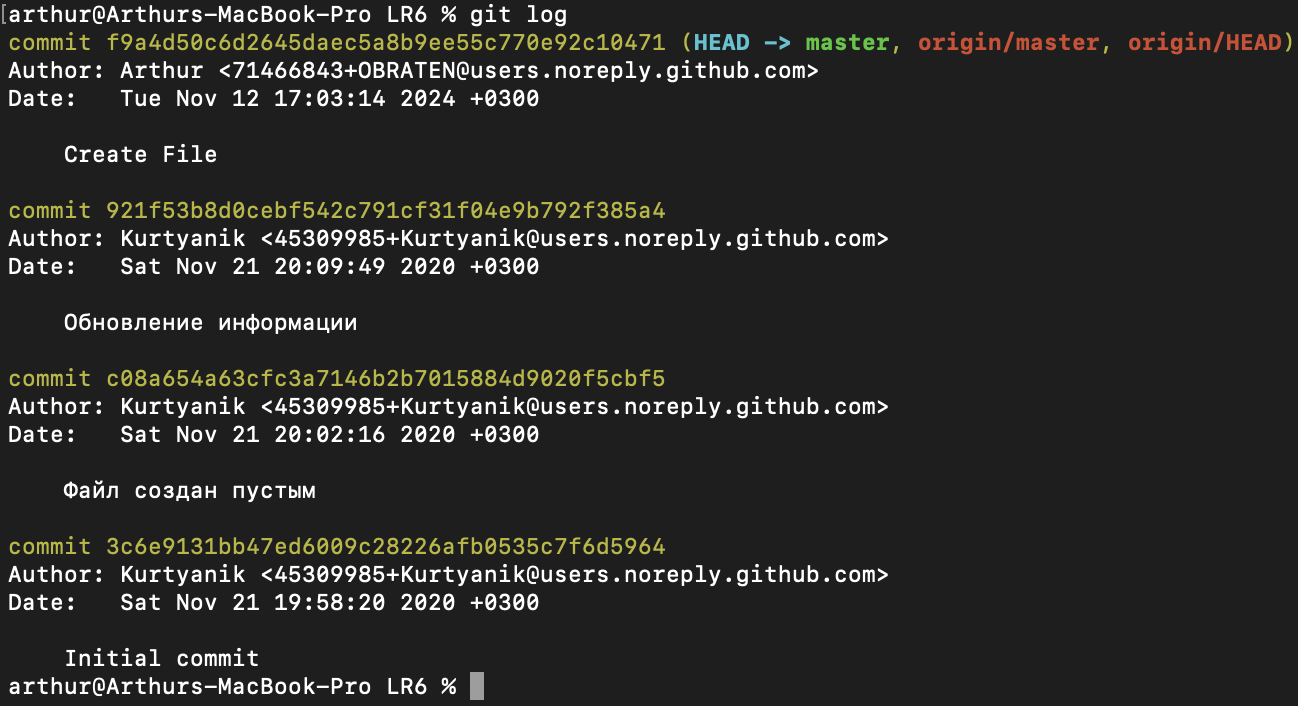 [arthur@Arthurs-MacBook-Pro LR6 % git log
commit f9a4d50c6d2645daec5a8b9ee55c770e92c10471 (HEAD -> master, origin/master, origin/HEAD)
Author: Arthur <71466843+OBRATEN@users.noreply.github.com>
Date:   Tue Nov 12 17:03:14 2024 +0300
    Create File
commit 921f53b8d0cebf542c791cf31f04e9b792f385a4
Author: Kurtyanik <45309985+Kurtyanik@users.noreply.github.com>
Date:   Sat Nov 21 20:09:49 2020 +0300
    Обновление информации
commit c08a654a63cfc3a7146b2b7015884d9020f5cbf5
Author: Kurtyanik <45309985+Kurtyanik@users.noreply.github.com>
Date:   Sat Nov 21 20:02:16 2020 +0300
    Файл создан пустым
commit 3c6e9131bb47ed6009c28226afb0535c7f6d5964
Author: Kurtyanik <45309985+Kurtyanik@users.noreply.github.com>
Date:   Sat Nov 21 19:58:20 2020 +0300
    Initial commit
arthur@Arthurs-MacBook-Pro LR6 %